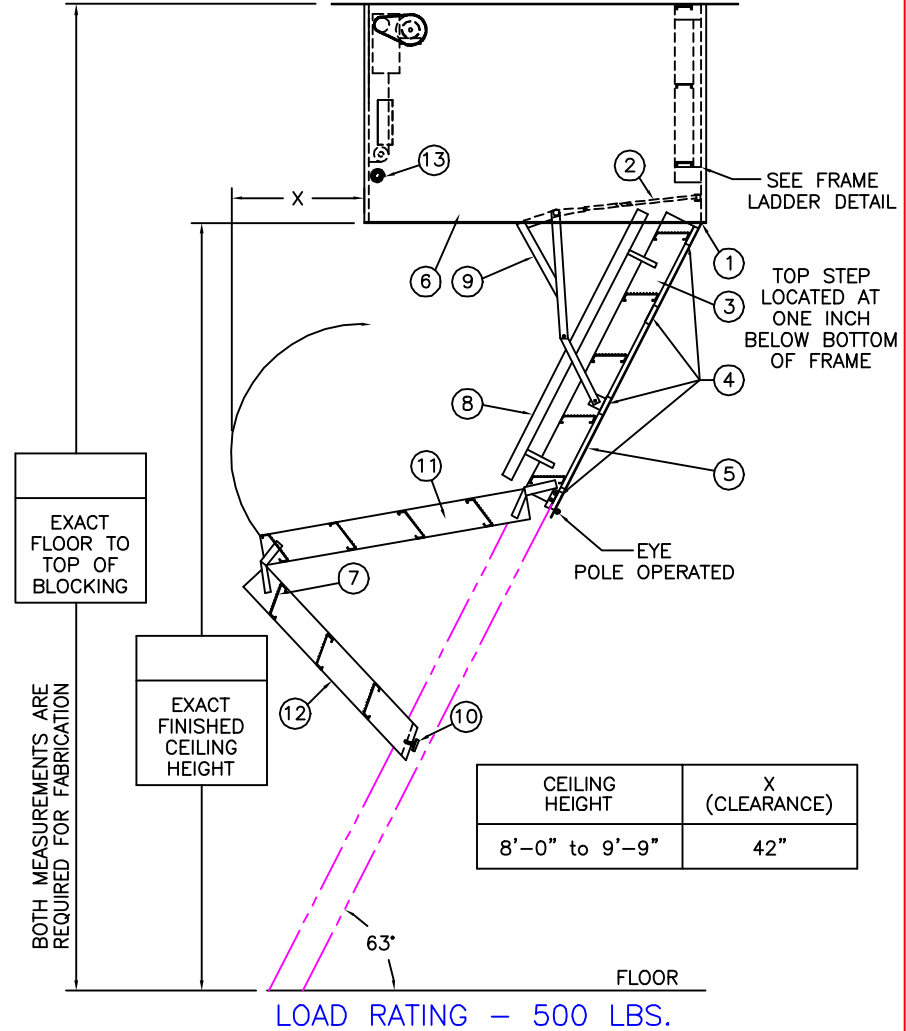 13
2
SEE FRAME
LADDER DETAIL
X
1
6
9
3
TOP STEP
LOCATED AT
ONE INCH
BELOW BOTTOM
OF FRAME
4
8
5
11
EXACT
FLOOR TO
TOP OF
BLOCKING
EYE
POLE OPERATED
7
EXACT
FINISHED
CEILING
HEIGHT
12
10
BOTH MEASUREMENTS ARE
REQUIRED FOR FABRICATION
CEILING HEIGHT
X (CLEARANCE)
8'-0" to 9'-9"
42"
63°
FLOOR
LOAD RATING - 500 LBS.